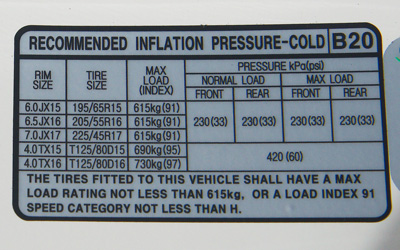 RECOMMENDED INFLATION PRESSURE-COLD B20
RIM SIZE TIRE SIZE MAX LOAD (INDEX) PRESSURE kPa(psi)
NORMAL LOAD MAX LOAD
FRONT REAR FRONT REAR
6.0JX15 195/65R15 615kg(91)
6.5JX16 205/55R16 615kg(91) 230(33) 230(33) 230(33) 230(33)
7.0JX17 225/45R17 615kg(91)
4.0TX15 T125/80D15 690kg(95) 420(60)
4.0TX16 T125/80D16 730kg(97)
THE TIRES FITTED TO THIS VEHICLE SHALL HAVE A MAX
LOAD RATING NOT LESS THAN 615kg, OR A LOAD INDEX 91
SPEED CATEGORY NOT LESS THAN H.